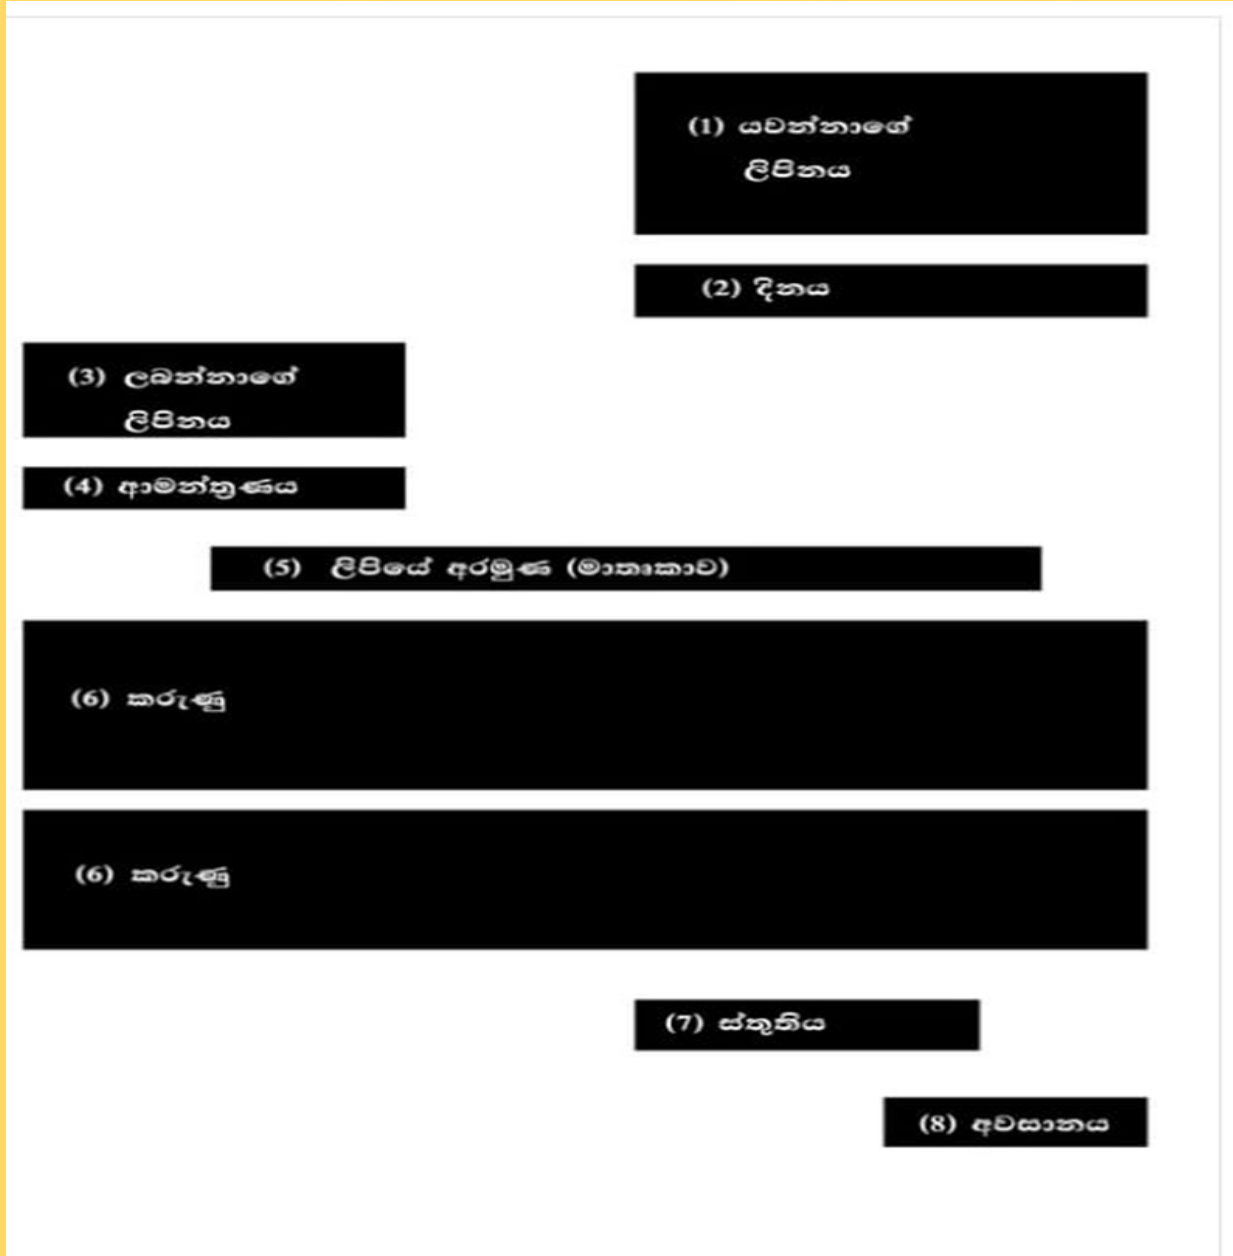 (1) යවන්නාගේ
ලිපිනය
(2) දිනය
(3) ලබන්නාගේ
ලිපිනය
(4) ආමන්ත්‍රණය
(5) ලිපියේ අරමුණ (මාතෘකාව)
(6) කරුණු
(6) කරුණු
(7) ස්තුතිය
(8) අවසානය